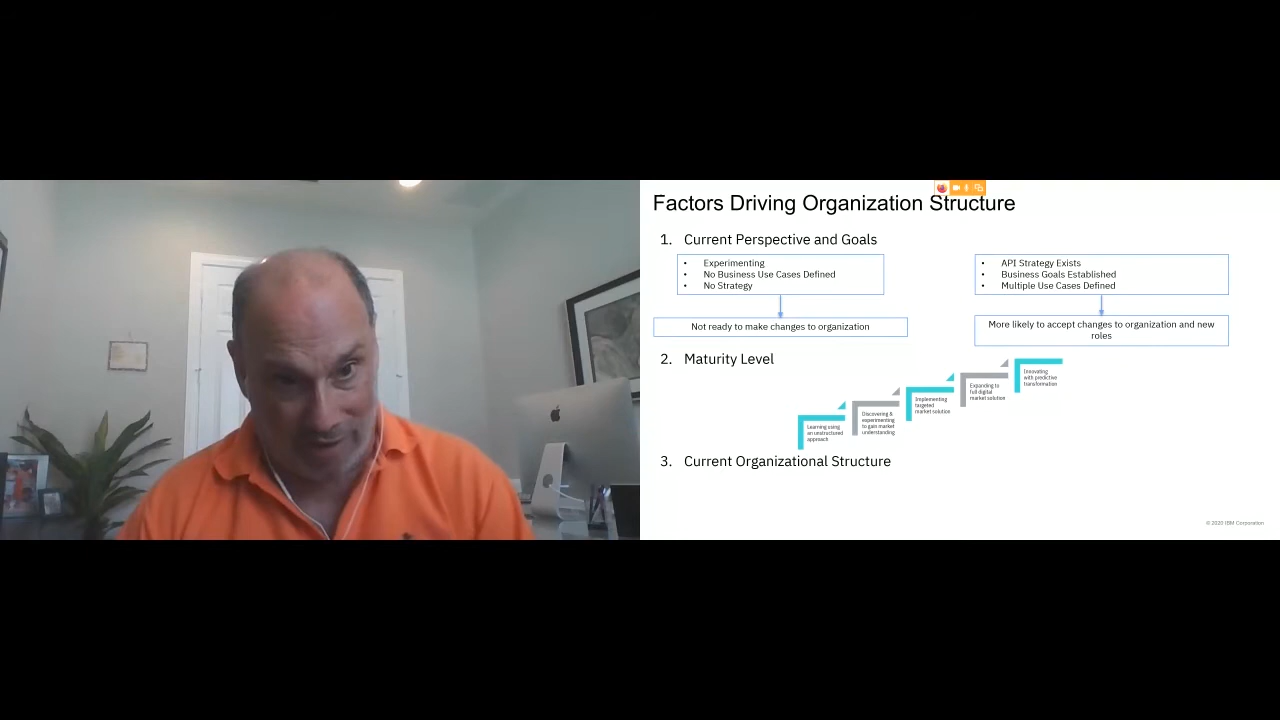 Factors Driving Organization Structure
1. Current Perspective and Goals
• Experimenting
• No Business Use Cases Defined
• No Strategy
• API Strategy Exists
• Business Goals Established
• Multiple Use Cases Defined
Not ready to make changes to organization
More likely to accept changes to organization and new
roles
2. Maturity Level
Learning using
an unstructured
approach
Discovering &
experimenting
to gain market
understanding
Implementing
targeted
market solution
Expanding to
full digital
market solution
Innovating
with predictive
transformation
3. Current Organizational Structure
© 2020 IBM Corporation